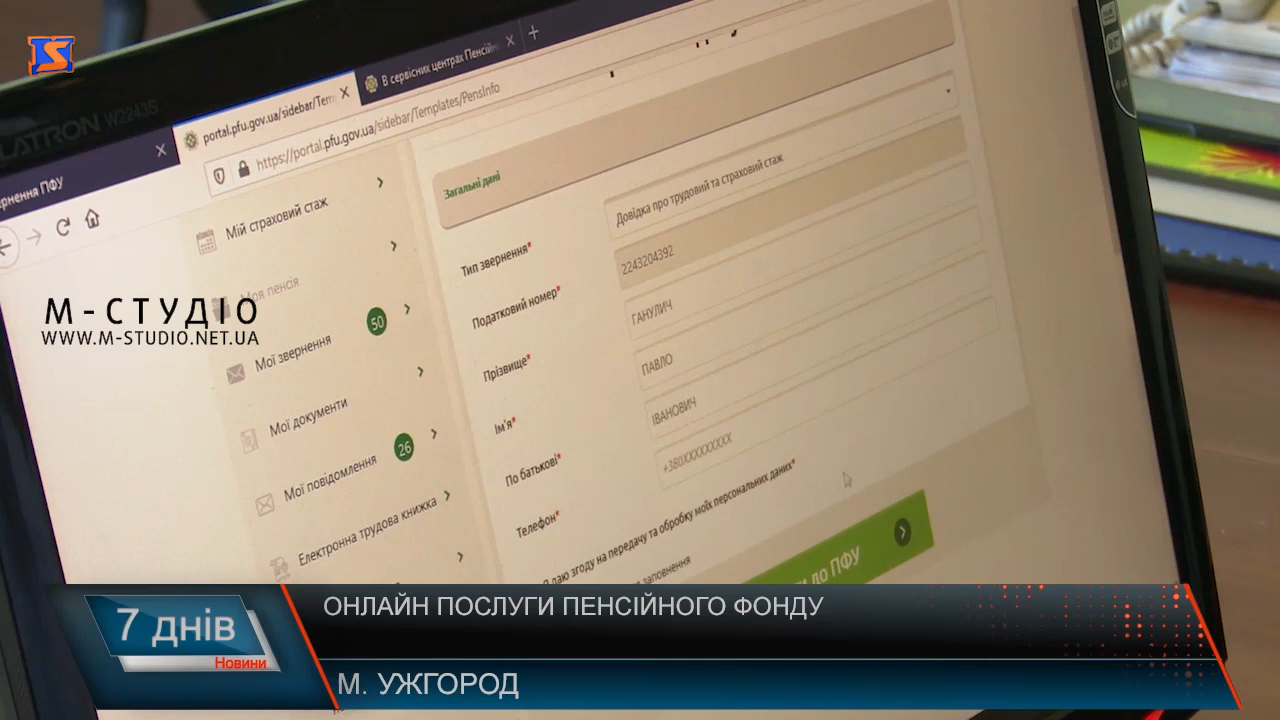 LATRON W2243S
В сервісних центрах Пенсійн
portal.pfu.gov.ua/sidebar/Tem
https://portal.pfu.gov.ua/sidebar/Templates/PensInfo
ернення ПФУ
Мій страховий стаж
Моя пенсія
Мої звернення 50
Мої документи
Мої повідомлення 26
Електронна трудова книжка
Загальні дані
Тип звернення* Довідка про трудовий та страховий стаж
Податковий номер* 2243204392
Прізвище* ГАНУЛИЧ
Ім'я* ПАВЛО
По батькові* ІВАНОВИЧ
Телефон* +380XXXXXXXXX
даю згоду на передачу та обробку моїх персональних даних*
заповнення
до ПФУ
М-СТУДІО
WWW.M-STUDIO.NET.UA
7 днів
Новини
ОНЛАЙН ПОСЛУГИ ПЕНСІЙНОГО ФОНДУ
М. УЖГОРОД